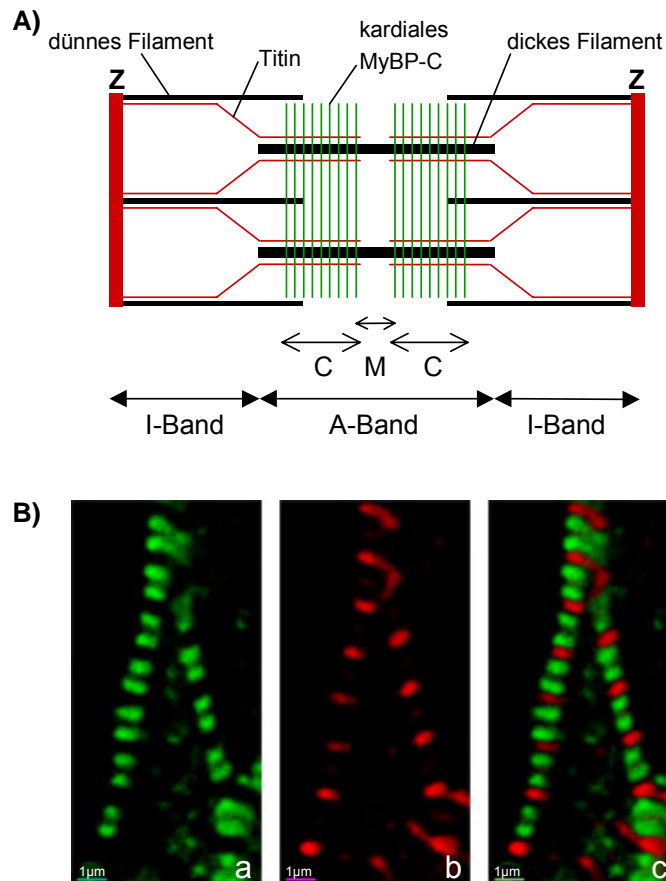 A)
dünnes Filament
Titin
kardiales
MyBP-C
dickes Filament
Z
Z
C M C
I-Band A-Band I-Band
B)
1µm a
1µm b
1µm c